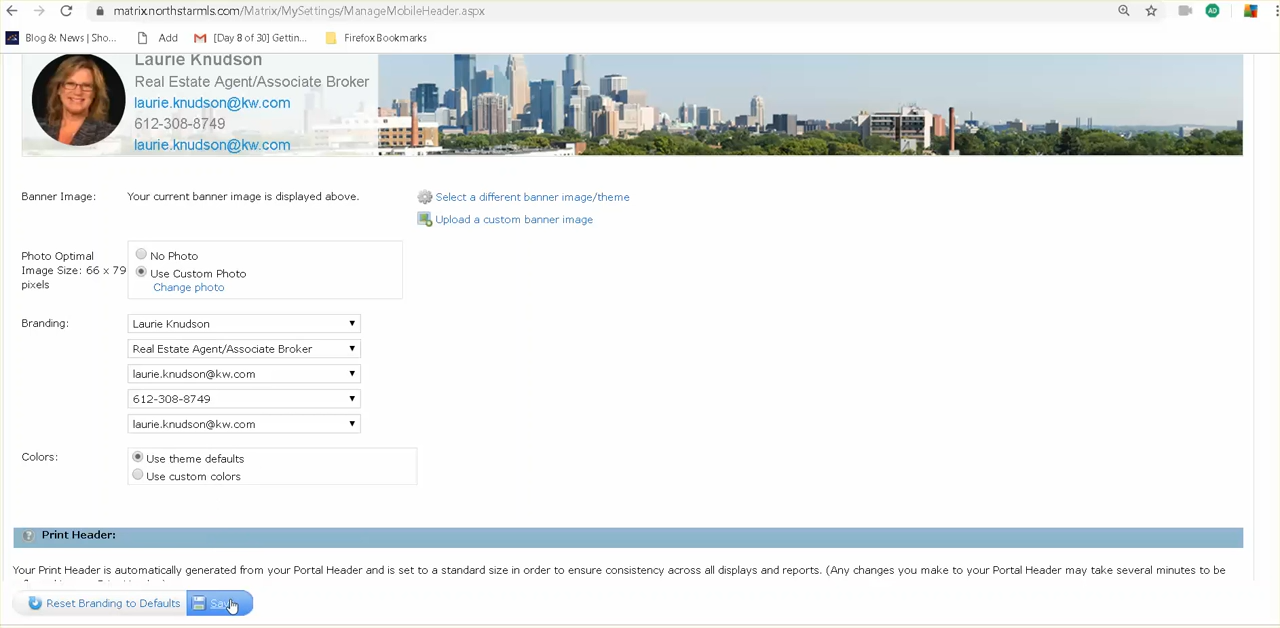 matrix.northstarmls.com/Matrix/MySettings/ManageMobileHeader.aspx
AD
Blog & News | Sho... Add [Day 8 of 30] Gettin... Firefox Bookmarks
Laurie Knudson
Real Estate Agent/Associate Broker
laurie.knudson@kw.com
612-308-8749
laurie.knudson@kw.com
Banner Image: Your current banner image is displayed above. Select a different banner image/theme
Upload a custom banner image
Photo Optimal Image Size: 66 x 79 pixels
No Photo
Use Custom Photo
Change photo
Branding: Laurie Knudson
Real Estate Agent/Associate Broker
laurie.knudson@kw.com
612-308-8749
laurie.knudson@kw.com
Colors: Use theme defaults
Use custom colors
? Print Header:
Your Print Header is automatically generated from your Portal Header and is set to a standard size in order to ensure consistency across all displays and reports. (Any changes you make to your Portal Header may take several minutes to be
Reset Branding to Defaults